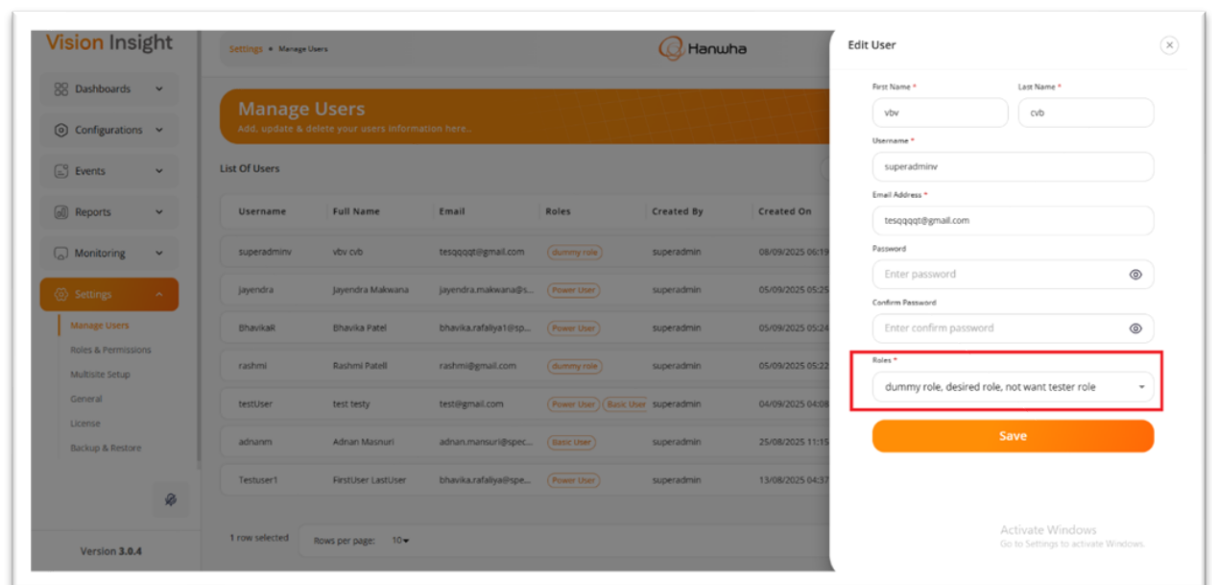 Vision Insight
Dashboards
Configurations
Events
Reports
Monitoring
Settings
Manage Users
Roles & Permissions
Multisite Setup
General
License
Backup & Restore
Version 3.0.4
Settings • Manage Users
Hanwha
Manage Users
Add, update & delete your users information here..
List Of Users
Username Full Name Email Roles Created By Created On
superadminv vbv cvb tesqqqqt@gmail.com dummy role superadmin 08/09/2025 06:19
jayendra Jayendra Makwana jayendra.makwana@s... Power User superadmin 05/09/2025 05:25
BhavikaR Bhavika Patel bhavika.rafaliya1@sp... Power User superadmin 05/09/2025 05:24
rashmi Rashmi Patell rashmi@gmail.com dummy role superadmin 05/09/2025 05:22
testUser test testy test@gmail.com Power User Basic User superadmin 04/09/2025 04:08
adnanm Adnan Masnuri adnan.mansuri@spec... Basic User superadmin 25/08/2025 11:15
Testuser1 FirstUser LastUser bhavika.rafaliya@spe... Power User superadmin 13/08/2025 04:37
1 row selected Rows per page: 10
Edit User
First Name * Last Name *
vbv cvb
Username *
superadminv
Email Address *
tesqqqqt@gmail.com
Password
Enter password
Confirm Password
Enter confirm password
Roles *
dummy role, desired role, not want tester role
Save
Activate Windows
Go to Settings to activate Windows.